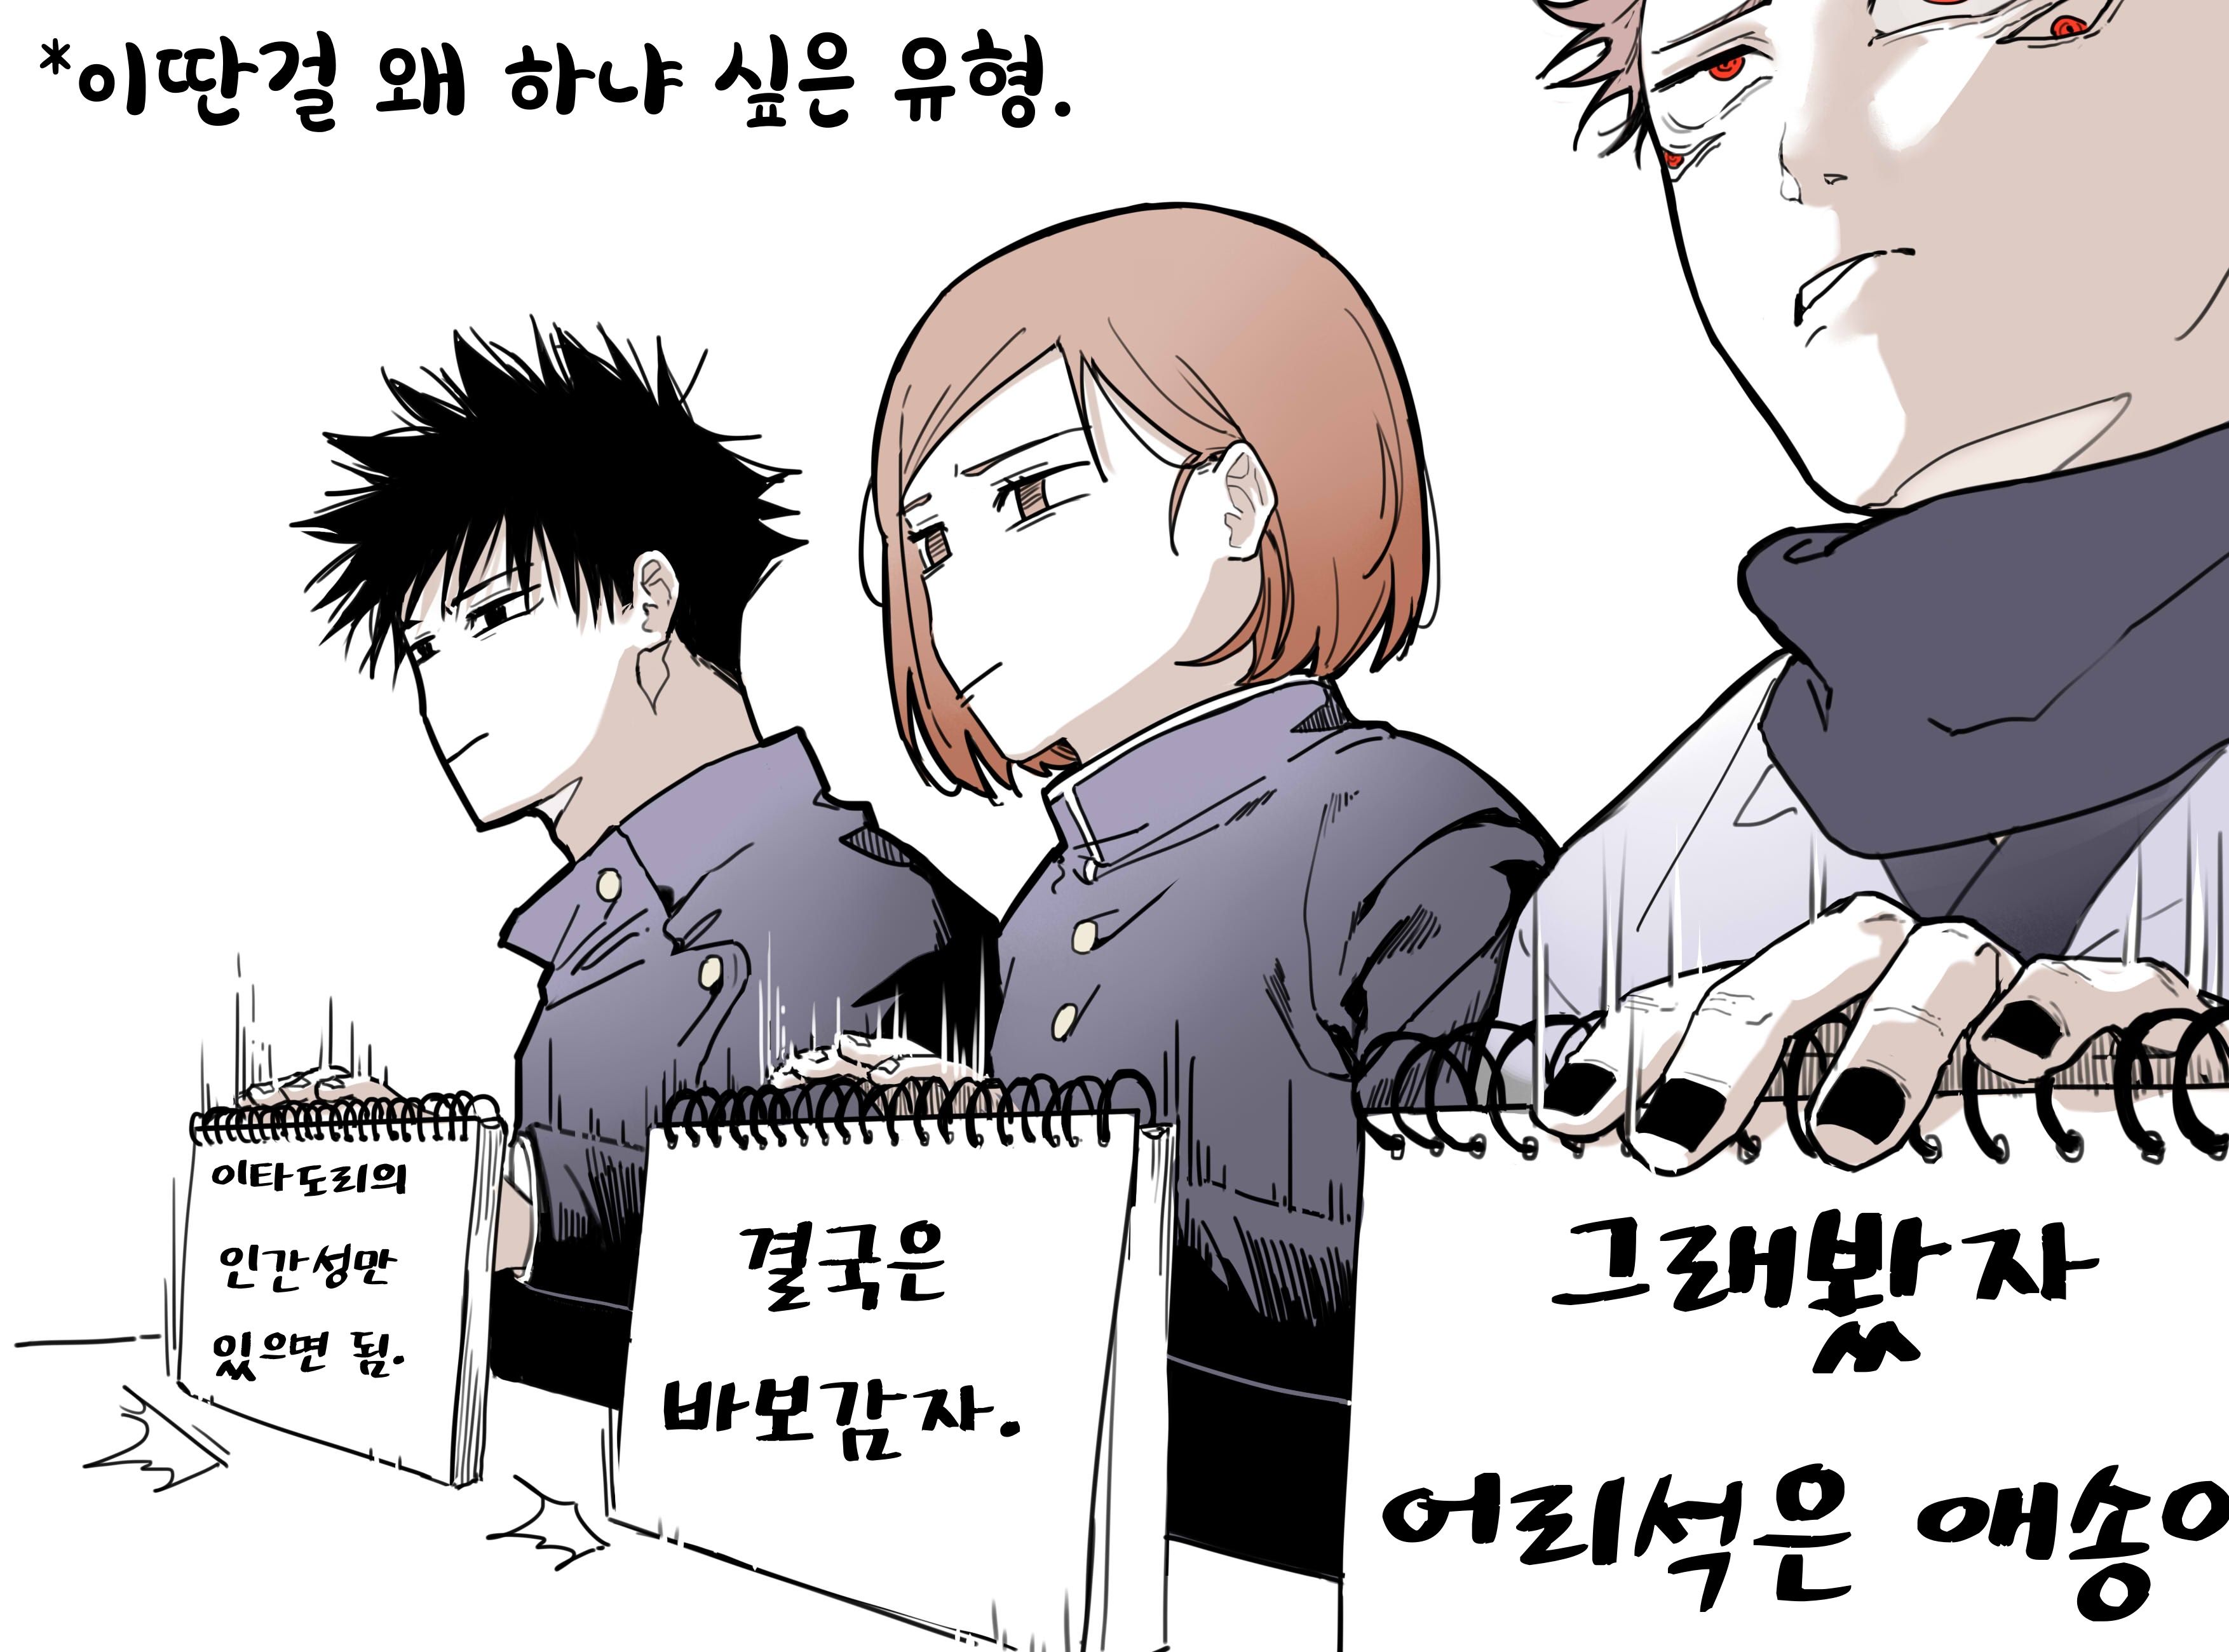 *이딴걸 왜 하냐 싶은 유형.
이타도리의
인간성만
있으면 됨.
결국은
바보감자.
그래봤자
어리석은 애송이